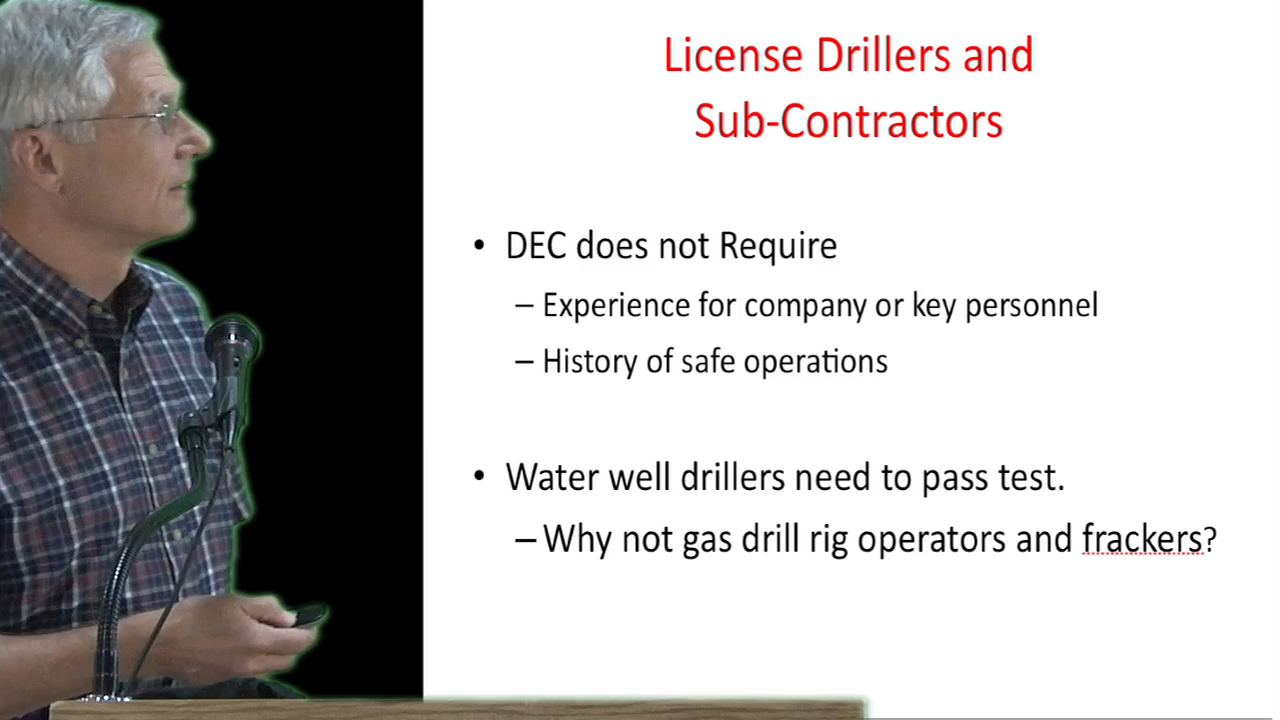 License Drillers and
Sub-Contractors
• DEC does not Require
– Experience for company or key personnel
– History of safe operations
• Water well drillers need to pass test.
– Why not gas drill rig operators and frackers?